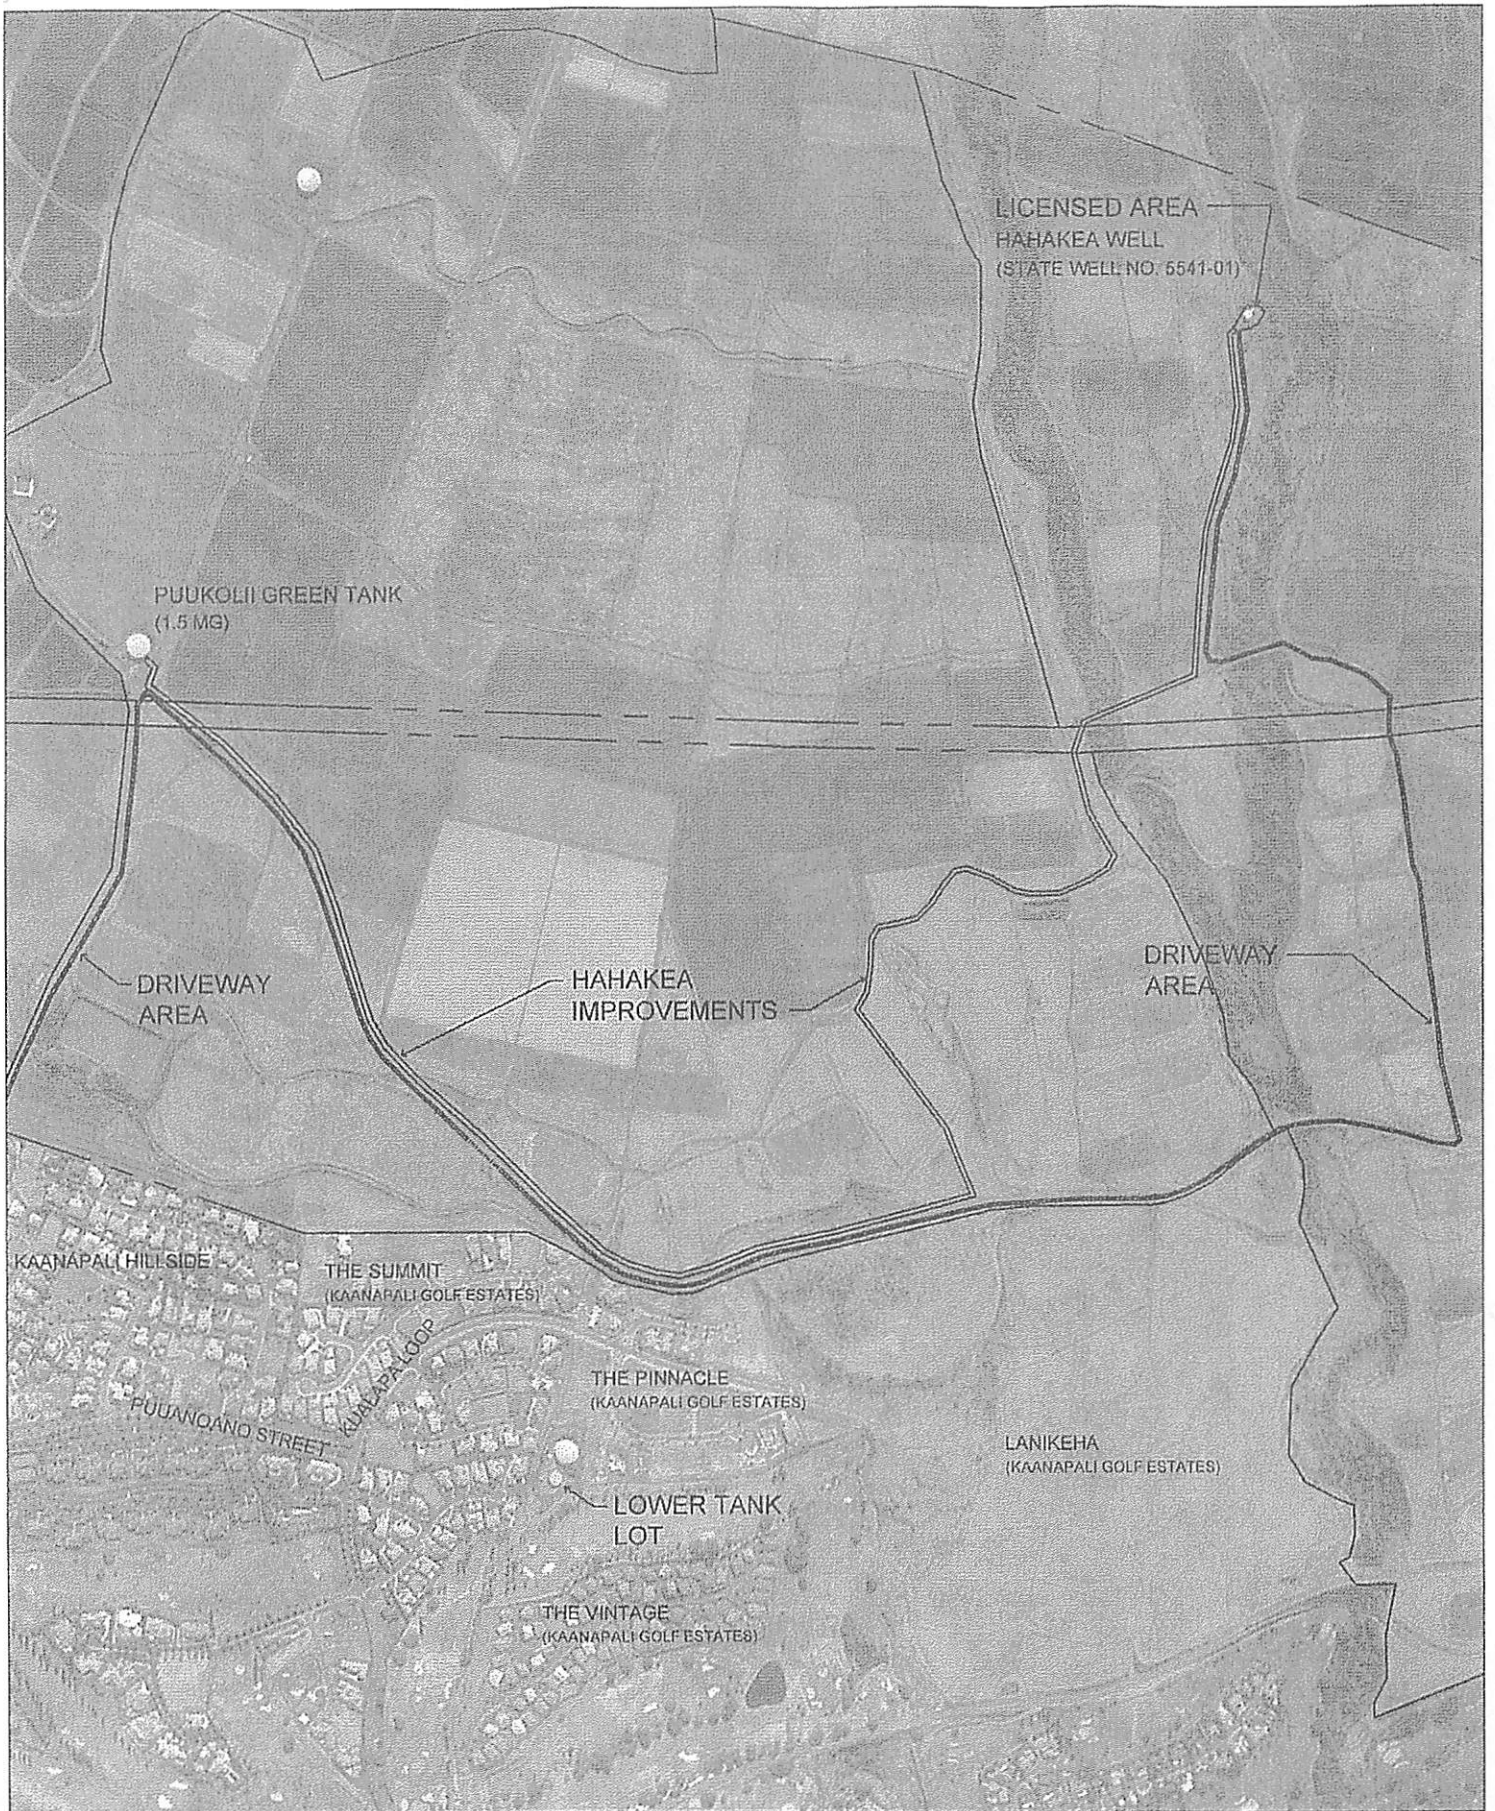 LICENSED AREA
HAHAKEA WELL
(STATE WELL NO. 5541-01)
PUUKOLII GREEN TANK
(1.5 MG)
DRIVEWAY
AREA
HAHAKEA
IMPROVEMENTS
DRIVEWAY
AREA
KAANAPALI HILLSIDE
THE SUMMIT
(KAANAPALI GOLF ESTATES)
KUALAPA LOOP
THE PINNACLE
(KAANAPALI GOLF ESTATES)
PUUANOANO STREET
LANIKEHA
(KAANAPALI GOLF ESTATES)
LOWER TANK
LOT
THE VINTAGE
(KAANAPALI GOLF ESTATES)